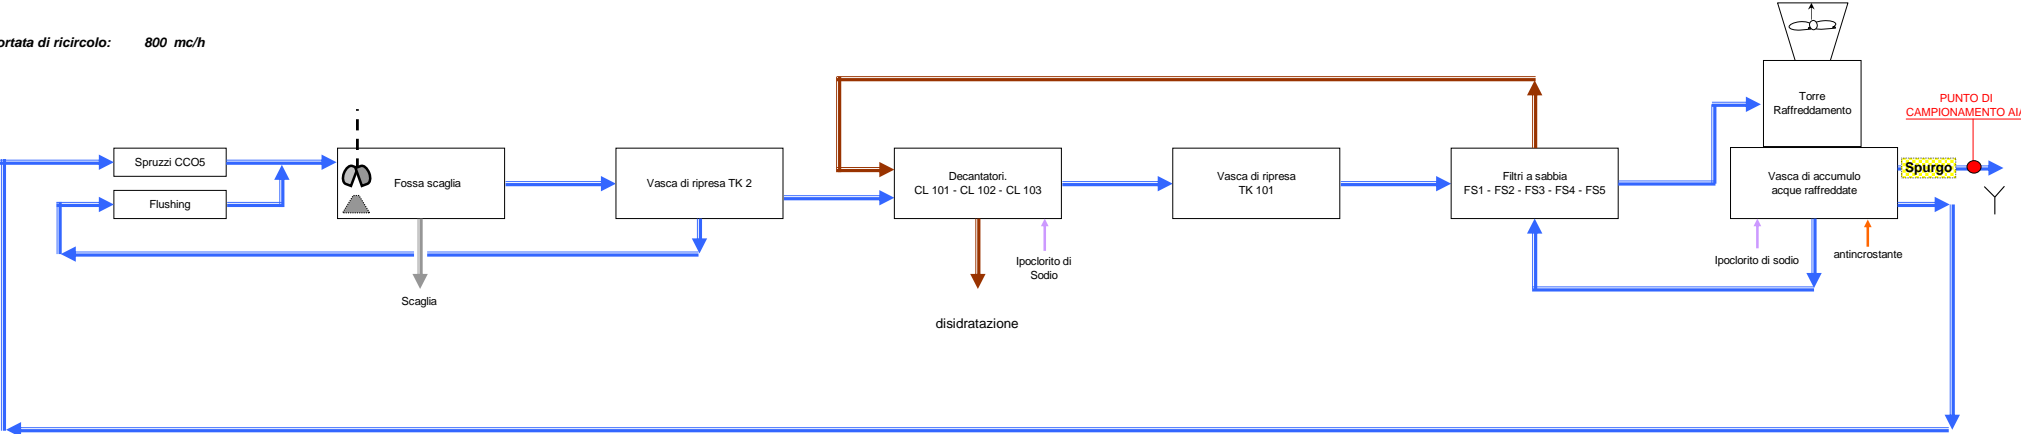 ortata di ricircolo: 800 mc/h
Torre
Raffreddamento
PUNTO DI
CAMPIONAMENTO AIA
Spruzzi CCO5
Flushing
Fossa scaglia
Vasca di ripresa TK 2
Decantatori.
CL 101 - CL 102 - CL 103
Vasca di ripresa
TK 101
Filtri a sabbia
FS1 - FS2 - FS3 - FS4 - FS5
Vasca di accumulo
acque raffreddate
Spurgo
Scaglia
Ipoclorito di
Sodio
disidratazione
Ipoclorito di sodio
antincrostante